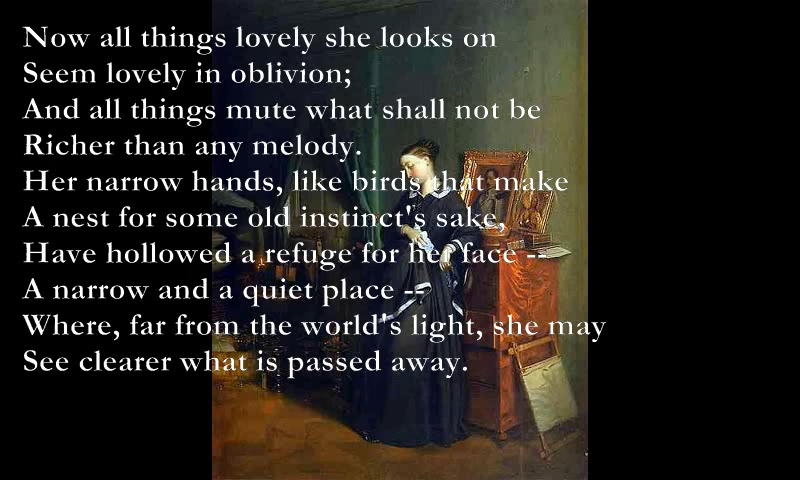 Now all things lovely she looks on
Seem lovely in oblivion;
And all things mute what shall not be
Richer than any melody.
Her narrow hands, like birds that make
A nest for some old instinct's sake,
Have hollowed a refuge for her face --
A narrow and a quiet place --
Where, far from the world's light, she may
See clearer what is passed away.